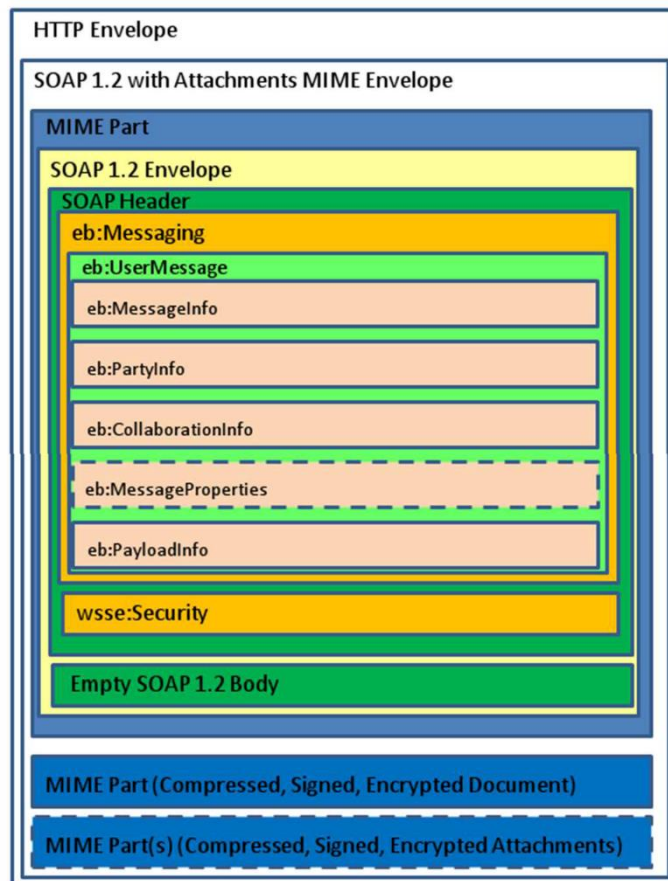 HTTP Envelope
SOAP 1.2 with Attachments MIME Envelope
MIME Part
SOAP 1.2 Envelope
SOAP Header
eb:Messaging
eb:UserMessage
eb:MessageInfo
eb:PartyInfo
eb:CollaborationInfo
eb:MessageProperties
eb:PayloadInfo
wsse:Security
Empty SOAP 1.2 Body
MIME Part (Compressed, Signed, Encrypted Document)
MIME Part(s) (Compressed, Signed, Encrypted Attachments)